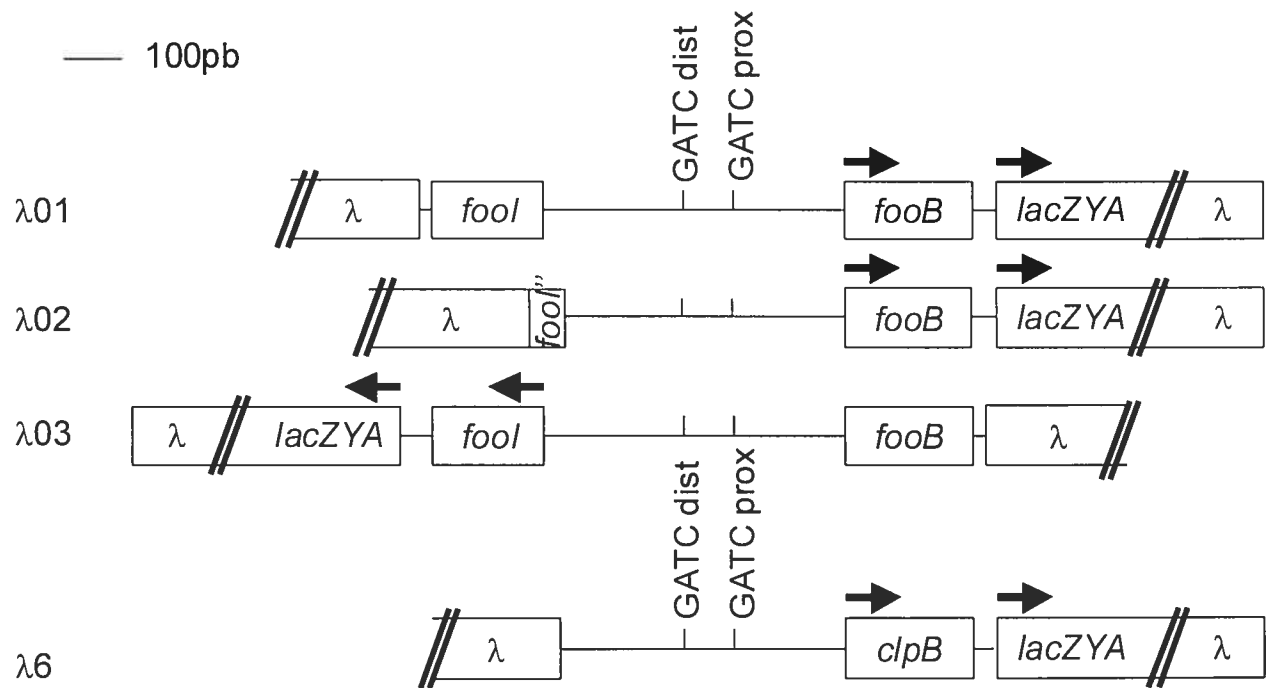 100pb
GATC dist GATC prox
λ01 λ fooI fooB lacZYA λ
λ02 λ fooI” fooB lacZYA λ
λ03 λ lacZYA fooI fooB λ
GATC dist GATC prox
λ6 λ clpB lacZYA λ